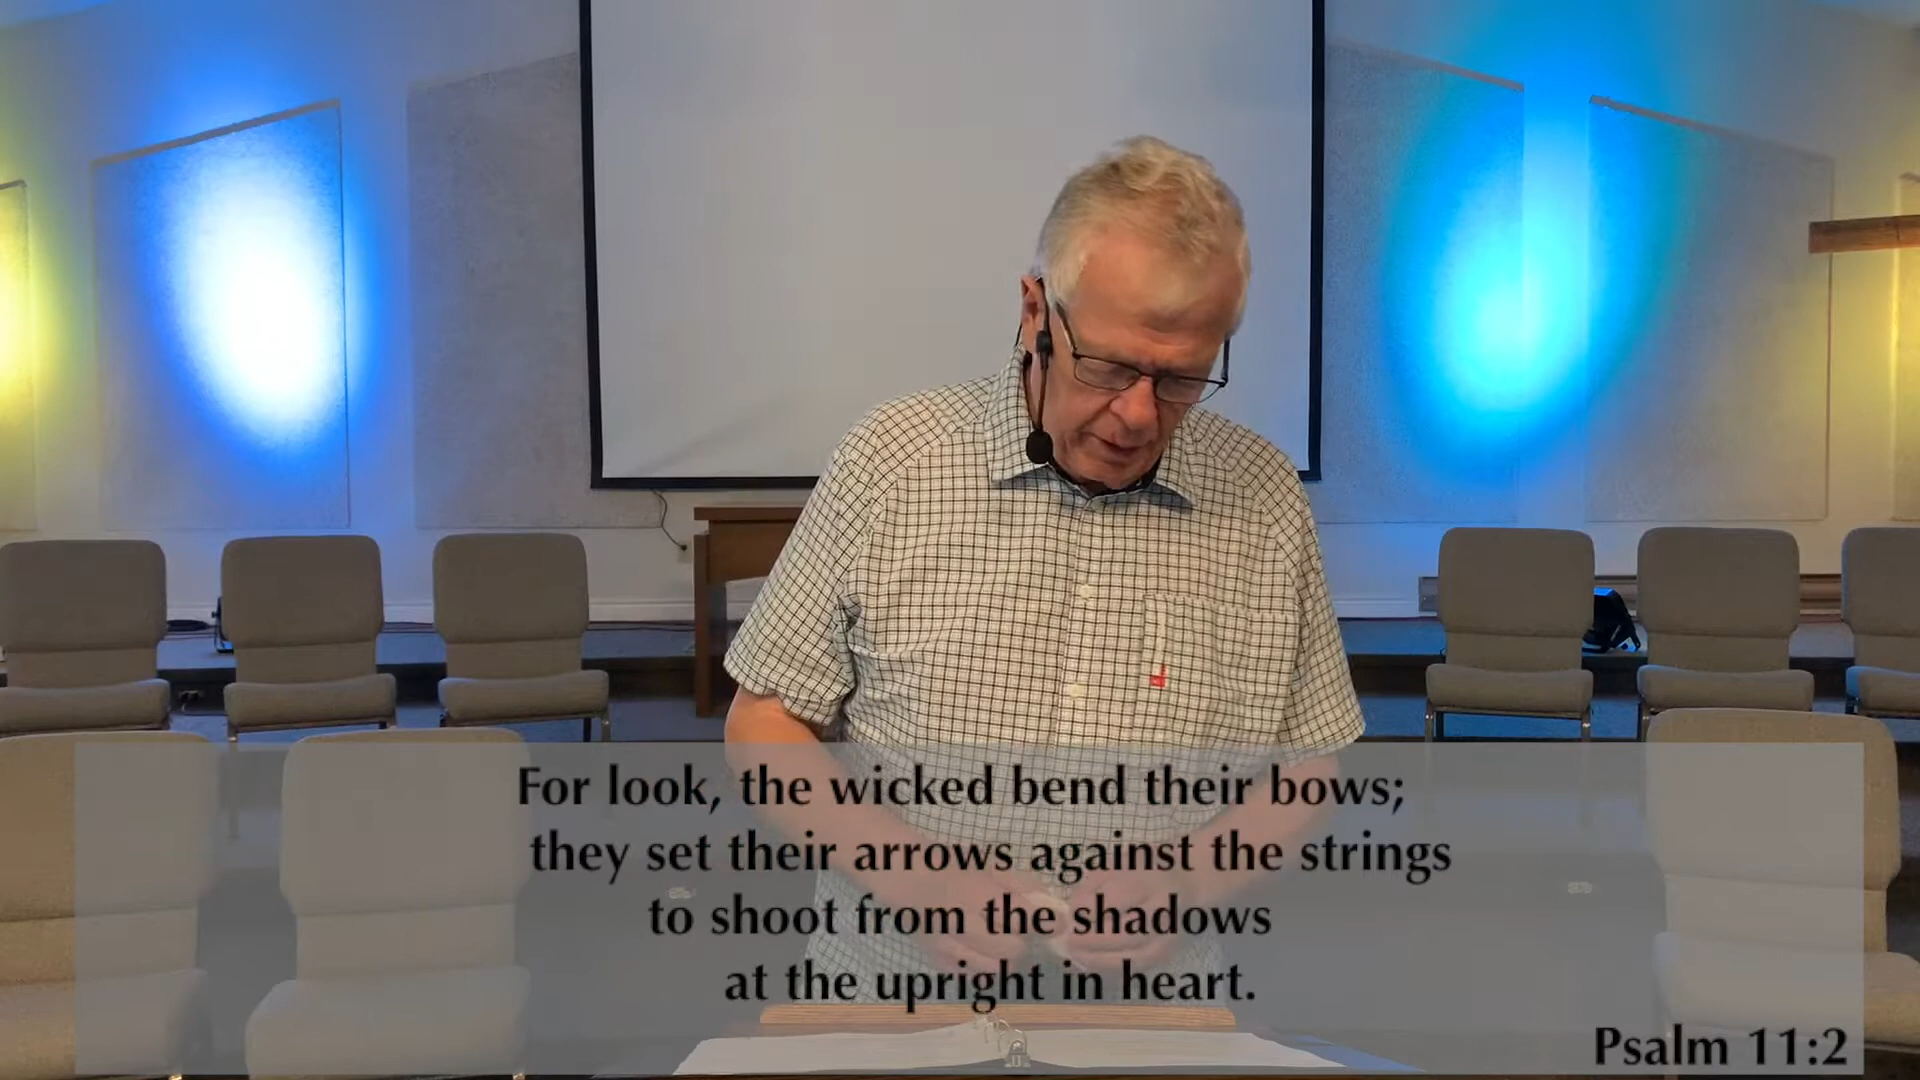 For look, the wicked bend their bows;
they set their arrows against the strings
to shoot from the shadows
at the upright in heart.
Psalm 11:2